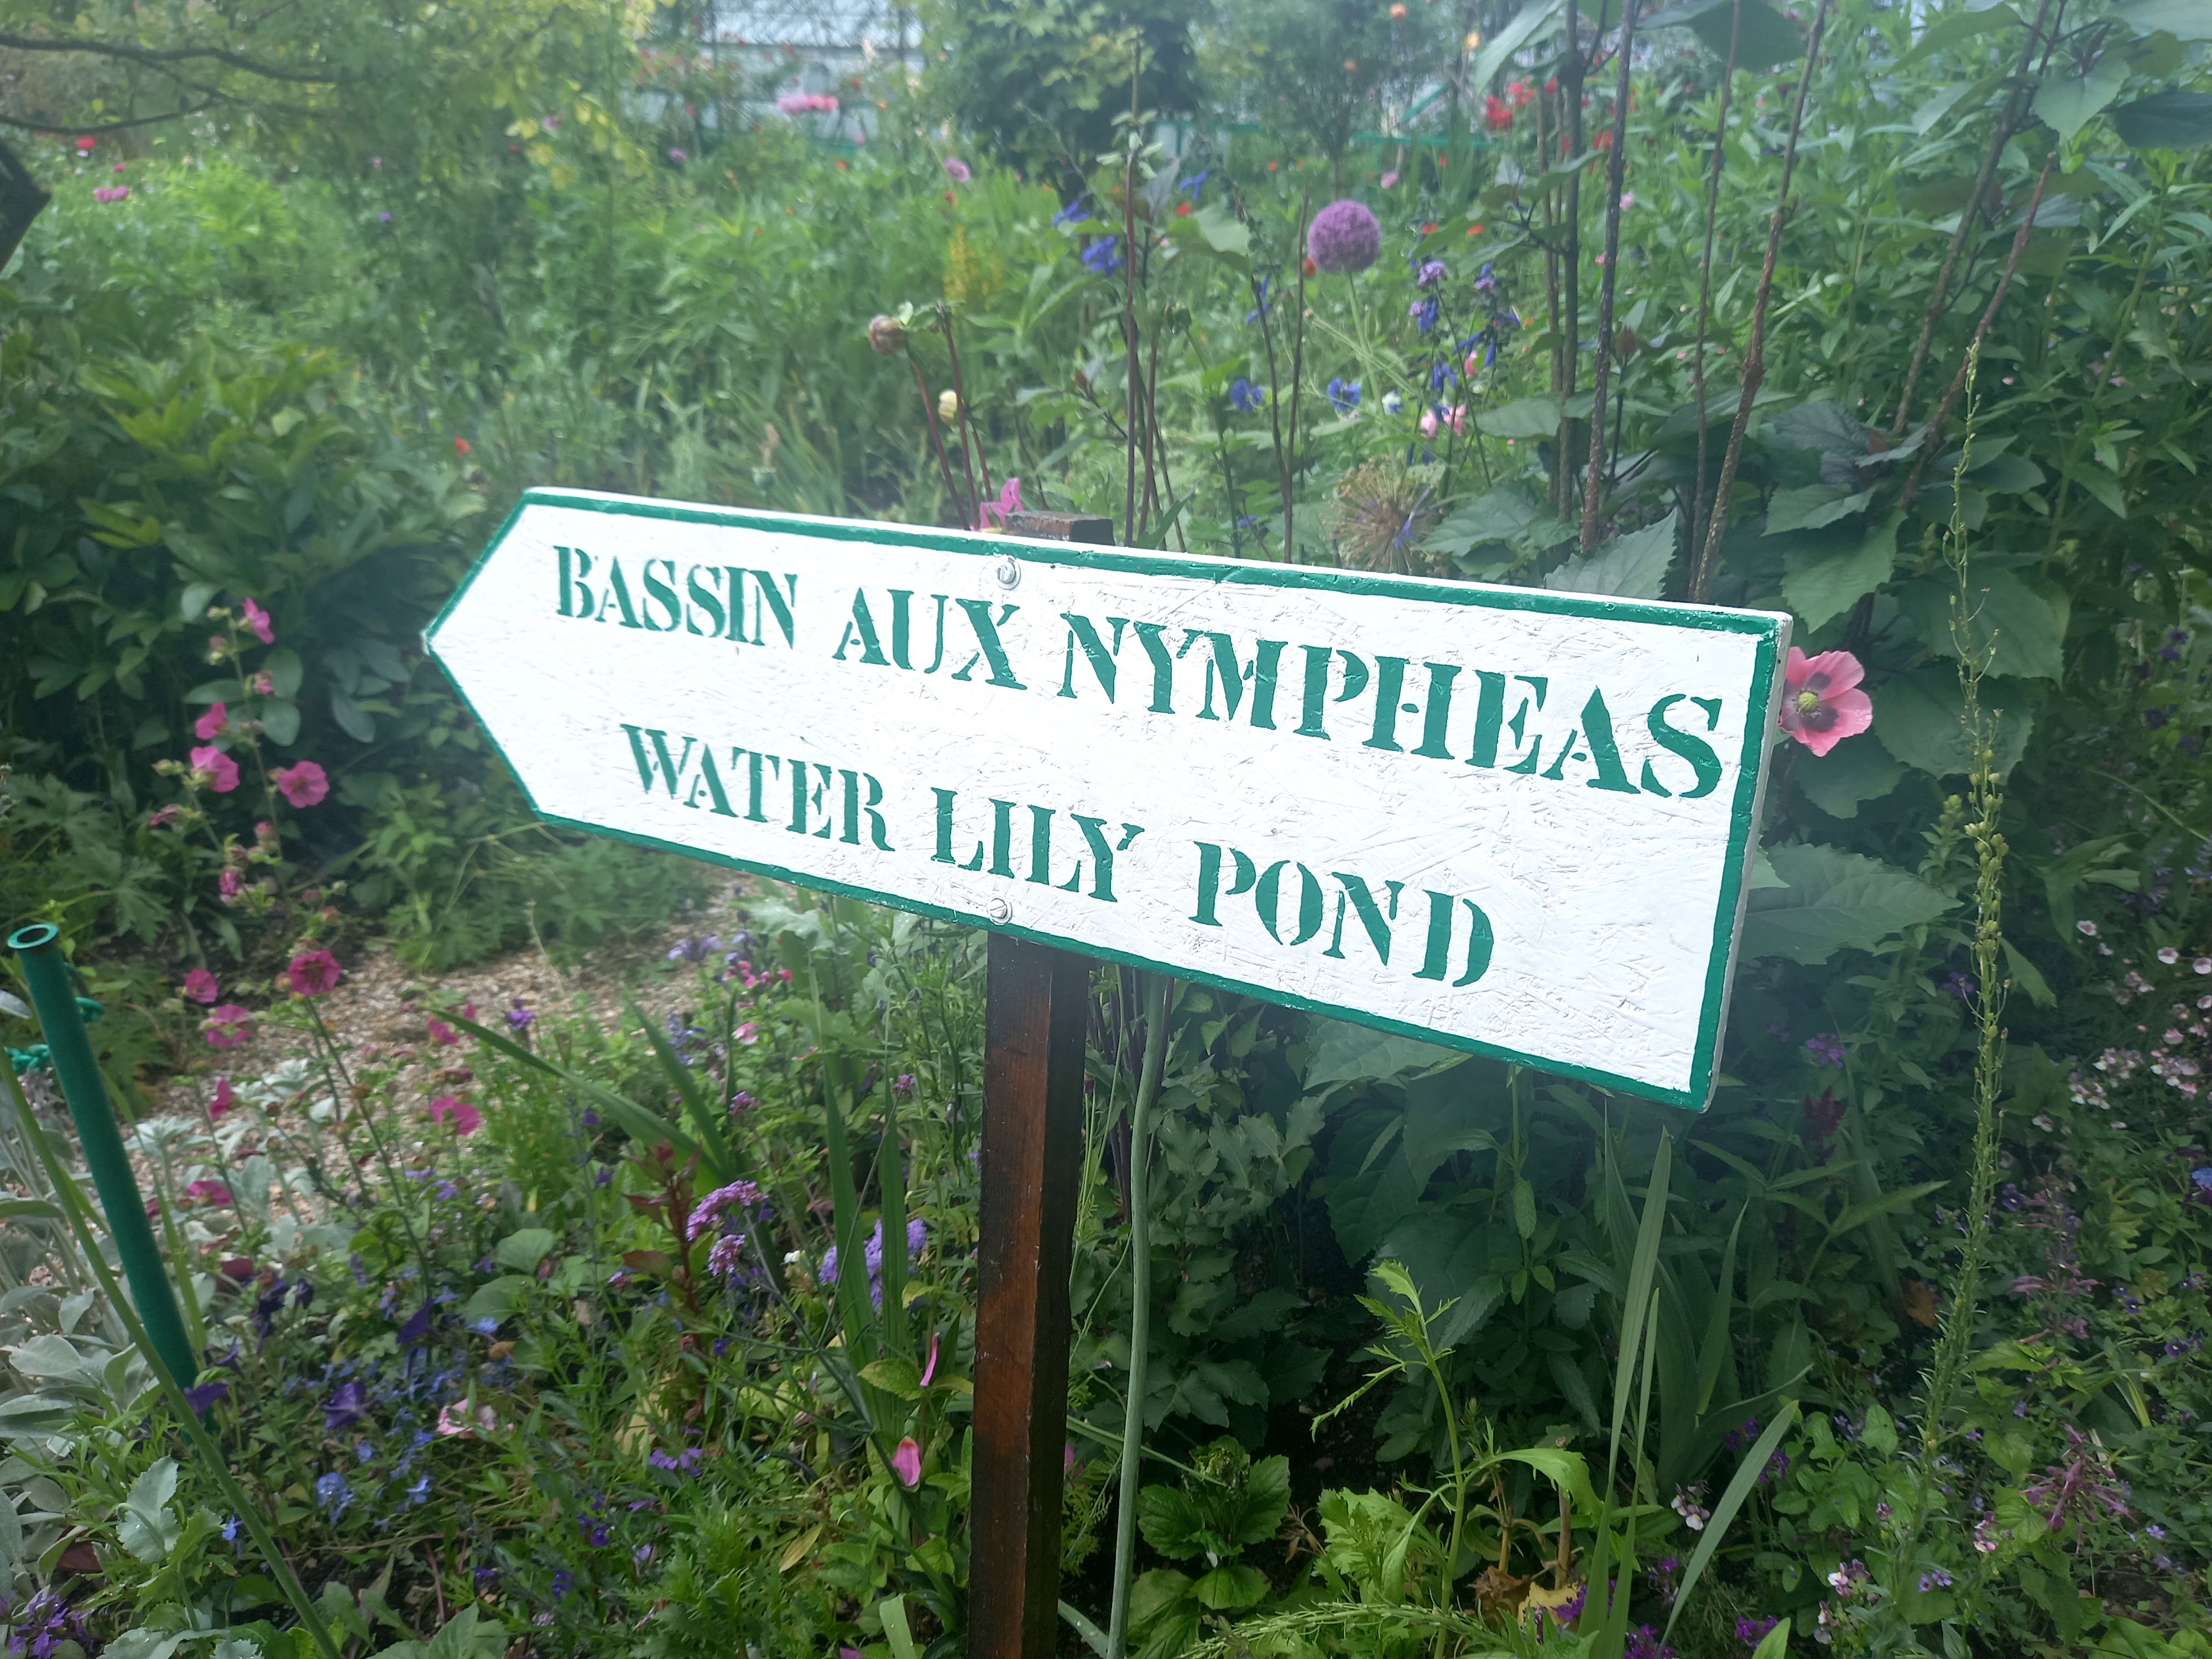 BASSIN AUX NYMPHEAS
WATER LILY POND